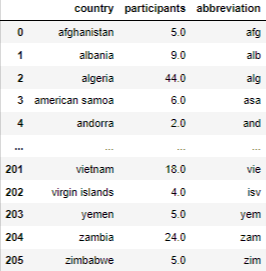 country participants abbreviation
0 afghanistan 5.0 afg
1 albania 9.0 alb
2 algeria 44.0 alg
3 american samoa 6.0 asa
4 andorra 2.0 and
... ... ... ...
201 vietnam 18.0 vie
202 virgin islands 4.0 isv
203 yemen 5.0 yem
204 zambia 24.0 zam
205 zimbabwe 5.0 zim